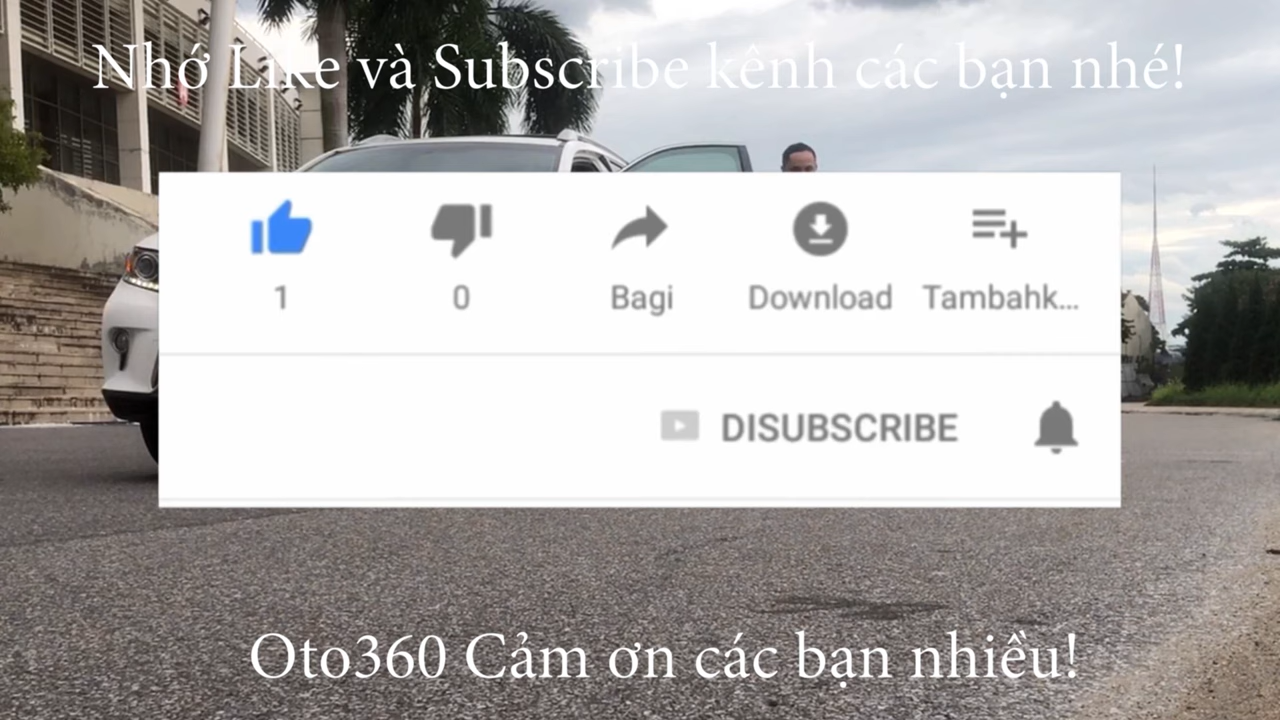 Nhớ Like và Subscribe kênh các bạn nhé!
1 0 Bagi Download Tambahk...
DISUBSCRIBE
Oto360 Cảm ơn các bạn nhiều!